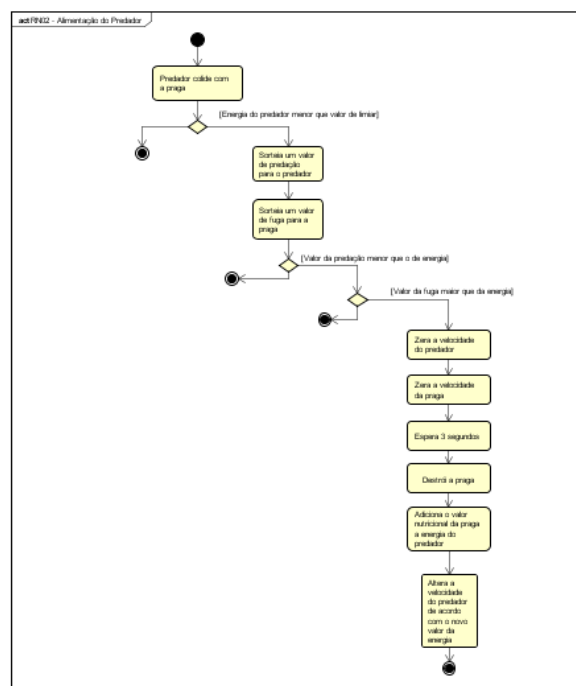 act RN02 - Alimentação do Predador
Predador colide com
a praga
[Energia do predador menor que valor de limiar]
Sorteia um valor
de predação
para o predador
Sorteia um valor
de fuga para a
praga
[Valor da predação menor que o de energia]
[Valor da fuga maior que da energia]
Zera a velocidade
do predador
Zera a velocidade
da praga
Espera 3 segundos
Destrói a praga
Adiciona o valor
nutricional da praga
a energia do
predador
Altera a
velocidade
do predador
de acordo
com o novo
valor da
energia